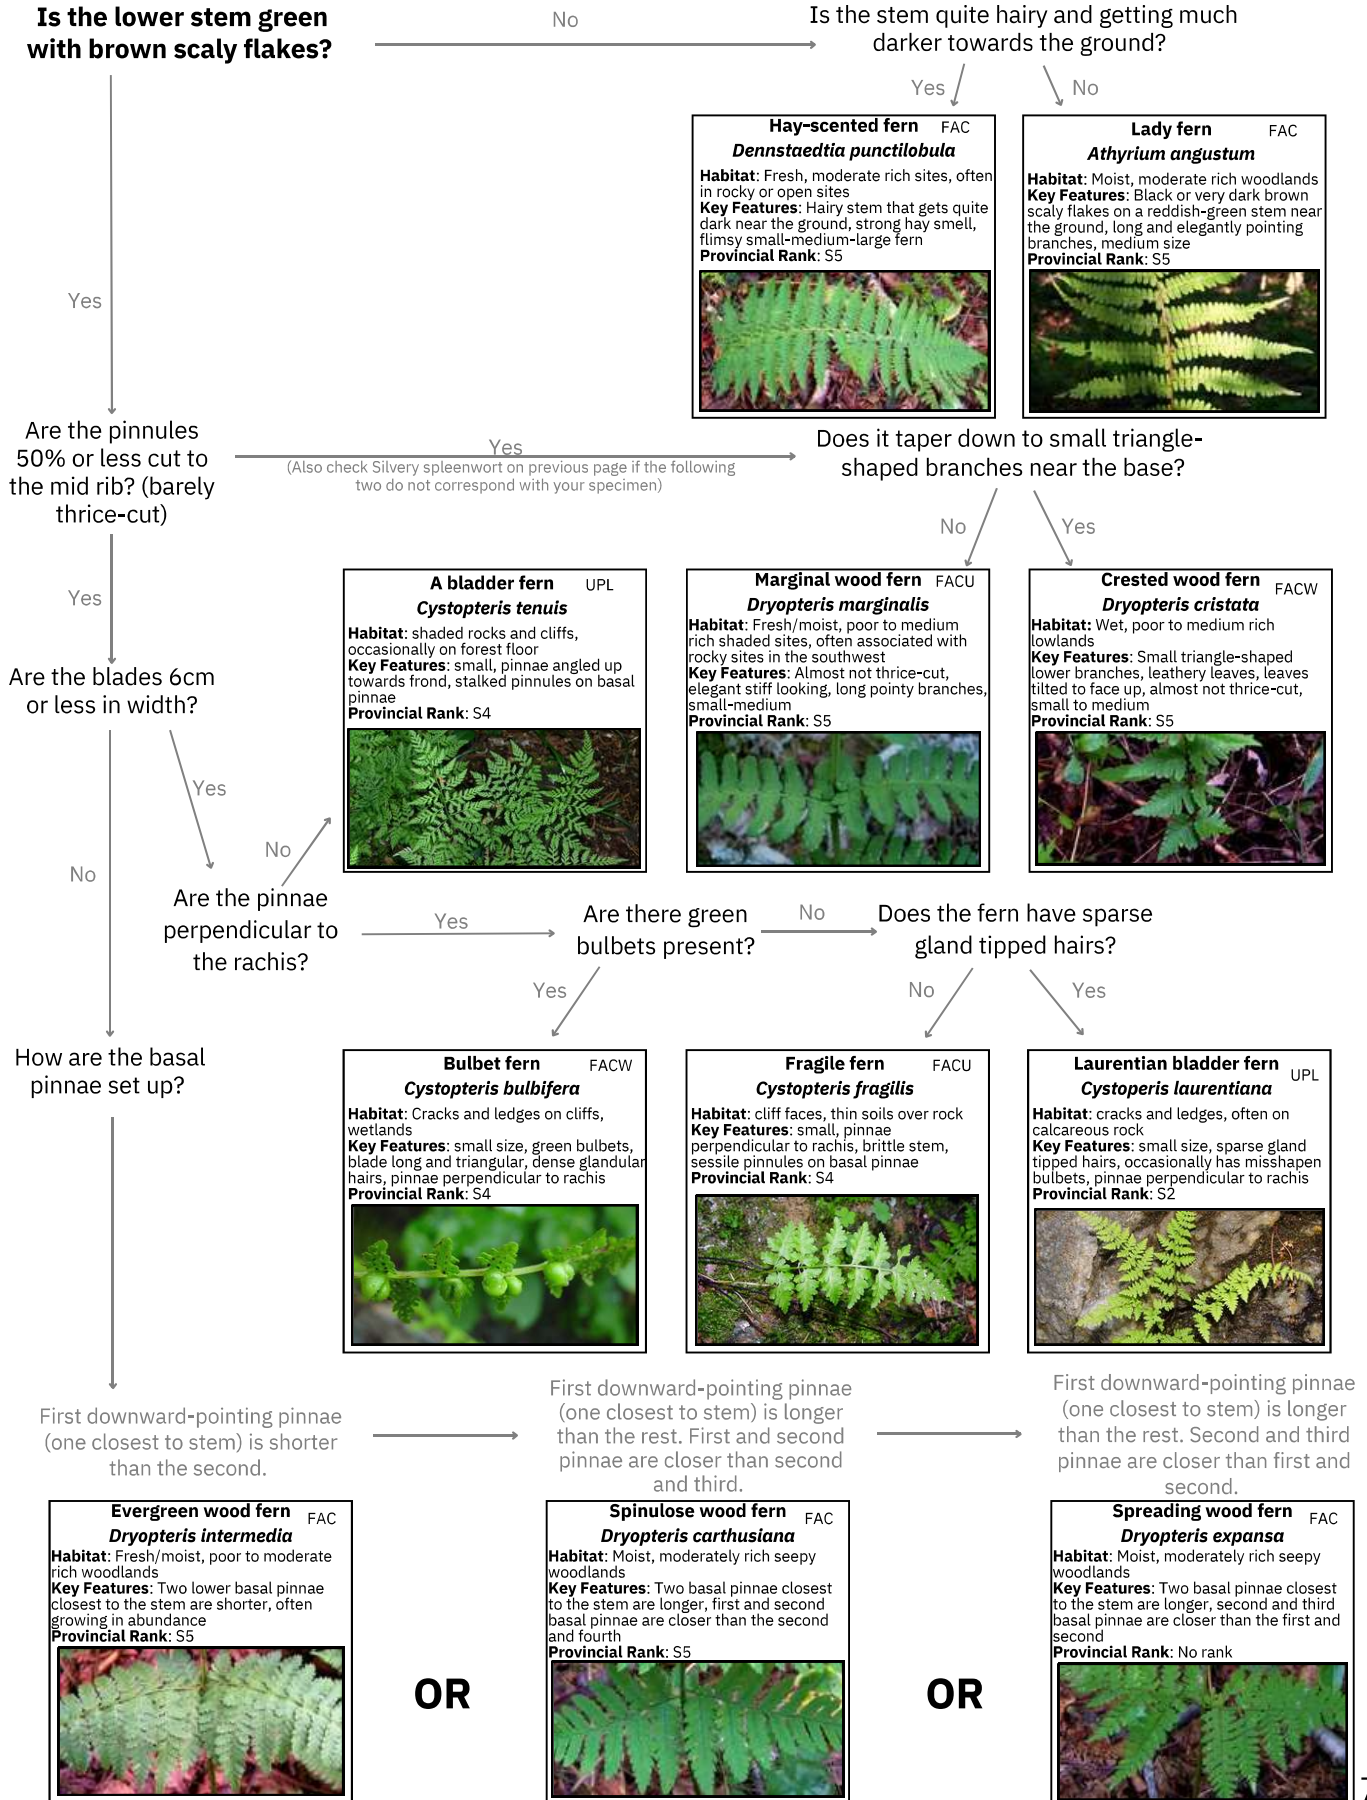 Is the lower stem green
with brown scaly flakes?
No
Is the stem quite hairy and getting much
darker towards the ground?
Yes
No
Hay-scented fern FAC
Dennstaedtia punctilobula
Habitat: Fresh, moderate rich sites, often
in rocky or open sites
Key Features: Hairy stem that gets quite
dark near the ground, strong hay smell,
flimsy small-medium-large fern
Provincial Rank: S5
Lady fern FAC
Athyrium angustum
Habitat: Moist, moderate rich woodlands
Key Features: Black or very dark brown
scaly flakes on a reddish-green stem near
the ground, long and elegantly pointing
branches, medium size
Provincial Rank: S5
Yes
Are the pinnules
50% or less cut to
the mid rib? (barely
thrice-cut)
Yes
(Also check Silvery spleenwort on previous page if the following
two do not correspond with your specimen)
Does it taper down to small triangle-
shaped branches near the base?
No
Yes
Yes
A bladder fern UPL
Cystopteris tenuis
Habitat: shaded rocks and cliffs,
occasionally on forest floor
Key Features: small, pinnae angled up
towards frond, stalked pinnules on basal
pinnae
Provincial Rank: S4
Marginal wood fern FACU
Dryopteris marginalis
Habitat: Fresh/moist, poor to medium
rich shaded sites, often associated with
rocky sites in the southwest
Key Features: Almost not thrice-cut,
elegant stiff looking, long pointy branches,
small-medium
Provincial Rank: S5
Crested wood fern FACW
Dryopteris cristata
Habitat: Wet, poor to medium rich
lowlands
Key Features: Small triangle-shaped
lower branches, leathery leaves, leaves
tilted to face up, almost not thrice-cut,
small to medium
Provincial Rank: S5
Are the blades 6cm
or less in width?
Yes
No
No
Are the pinnae
perpendicular to
the rachis?
Yes
Are there green
bulbets present?
No
Does the fern have sparse
gland tipped hairs?
Yes
No
Yes
How are the basal
pinnae set up?
Bulbet fern FACW
Cystopteris bulbifera
Habitat: Cracks and ledges on cliffs,
wetlands
Key Features: small size, green bulbets,
blade long and triangular, dense glandular
hairs, pinnae perpendicular to rachis
Provincial Rank: S4
Fragile fern FACU
Cystopteris fragilis
Habitat: cliff faces, thin soils over rock
Key Features: small, pinnae
perpendicular to rachis, brittle stem,
sessile pinnules on basal pinnae
Provincial Rank: S4
Laurentian bladder fern UPL
Cystoperis laurentiana
Habitat: cracks and ledges, often on
calcareous rock
Key Features: small size, sparse gland
tipped hairs, occasionally has misshapen
bulbets, pinnae perpendicular to rachis
Provincial Rank: S2
First downward-pointing pinnae
(one closest to stem) is shorter
than the second.
First downward-pointing pinnae
(one closest to stem) is longer
than the rest. First and second
pinnae are closer than second
and third.
First downward-pointing pinnae
(one closest to stem) is longer
than the rest. Second and third
pinnae are closer than first and
second.
Evergreen wood fern FAC
Dryopteris intermedia
Habitat: Fresh/moist, poor to moderate
rich woodlands
Key Features: Two lower basal pinnae
closest to the stem are shorter, often
growing in abundance
Provincial Rank: S5
OR
Spinulose wood fern FAC
Dryopteris carthusiana
Habitat: Moist, moderately rich seepy
woodlands
Key Features: Two basal pinnae closest
to the stem are longer, first and second
basal pinnae are closer than the second
and fourth
Provincial Rank: S5
OR
Spreading wood fern FAC
Dryopteris expansa
Habitat: Moist, moderately rich seepy
woodlands
Key Features: Two basal pinnae closest
to the stem are longer, second and third
basal pinnae are closer than the first and
second
Provincial Rank: No rank